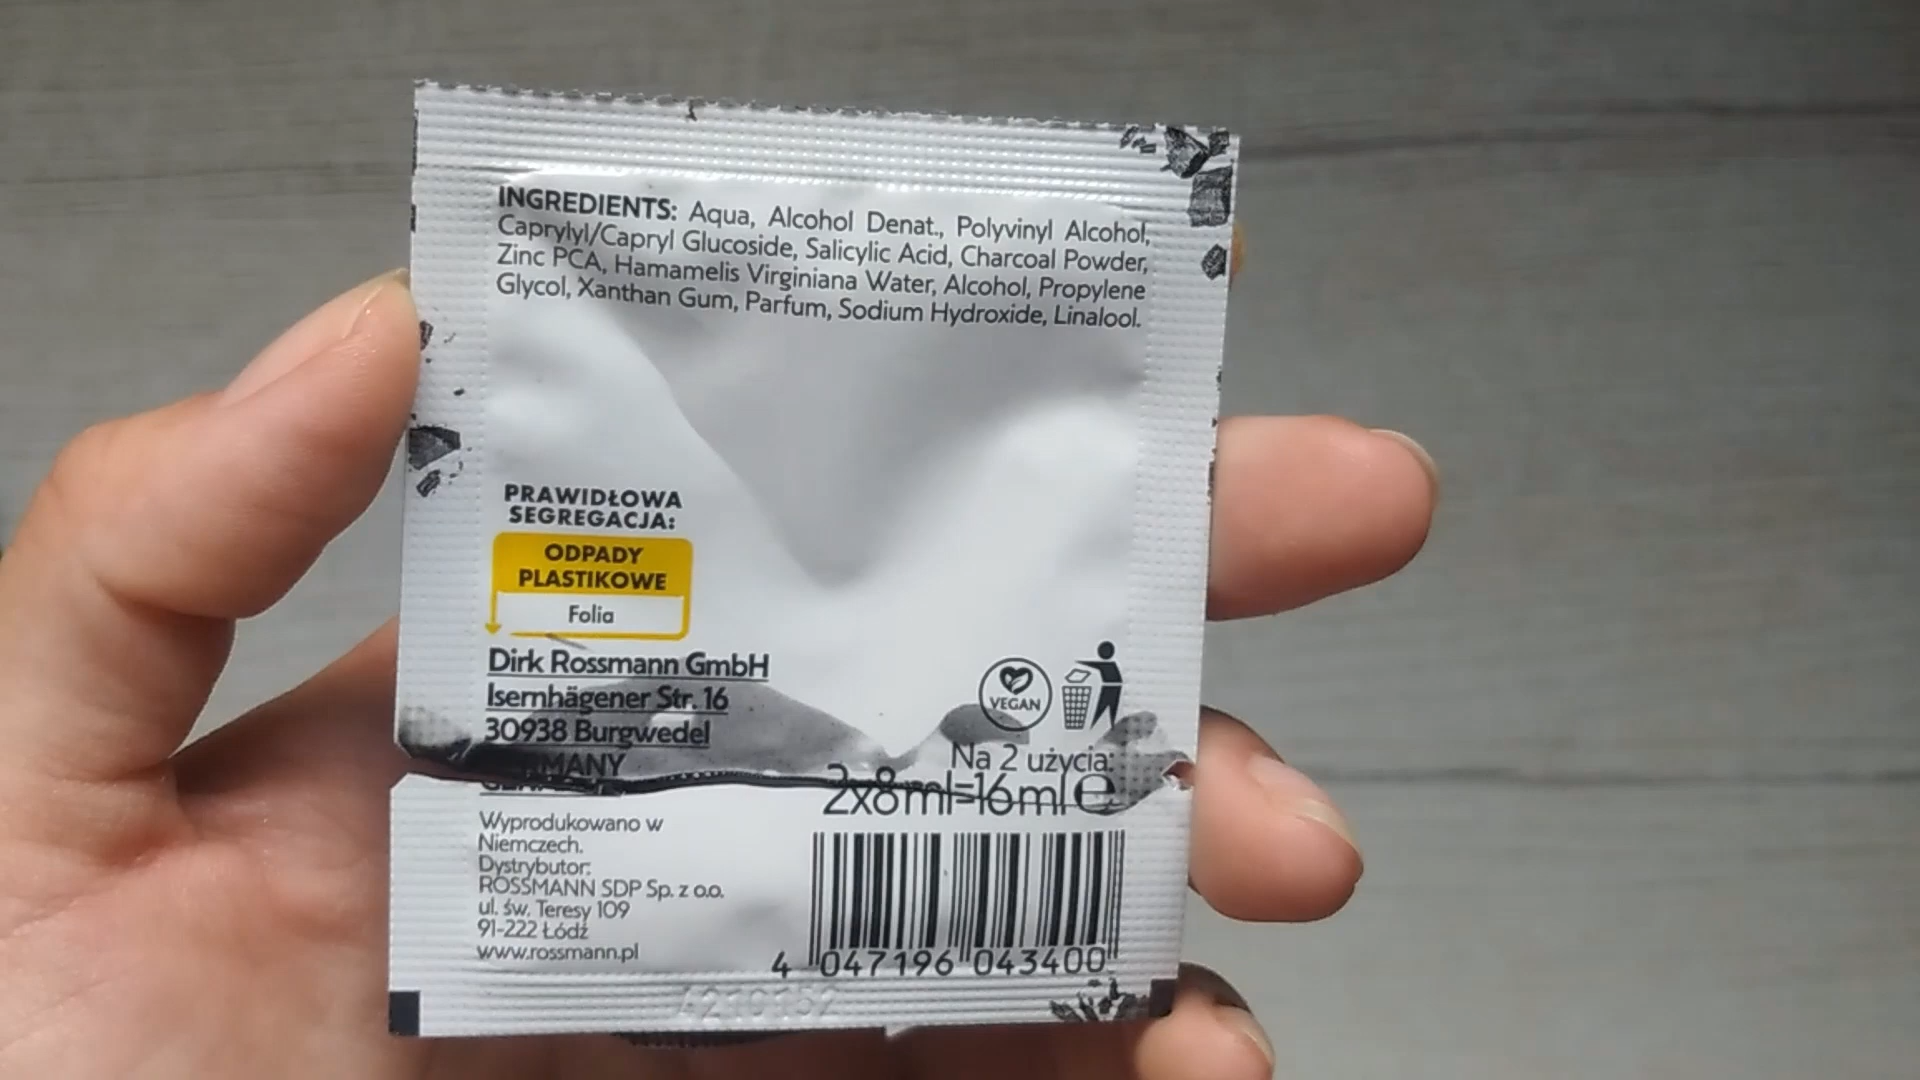 INGREDIENTS: Aqua, Alcohol Denat., Polyvinyl Alcohol,
Caprylyl/Capryl Glucoside, Salicylic Acid, Charcoal Powder,
Zinc PCA, Hamamelis Virginiana Water, Alcohol, Propylene
Glycol, Xanthan Gum, Parfum, Sodium Hydroxide, Linalool.
PRAWIDŁOWA
SEGREGACJA:
ODPADY
PLASTIKOWE
Folia
Dirk Rossmann GmbH
Isernhägener Str. 16
30938 Burgwedel
GERMANY
VEGAN
Na 2 użycia:
2x8ml=16ml e
Wyprodukowano w
Niemczech.
Dystrybutor:
ROSSMANN SDP Sp. z o.o.
ul. św. Teresy 109
91-222 Łódź
www.rossmann.pl
4 047196 043400